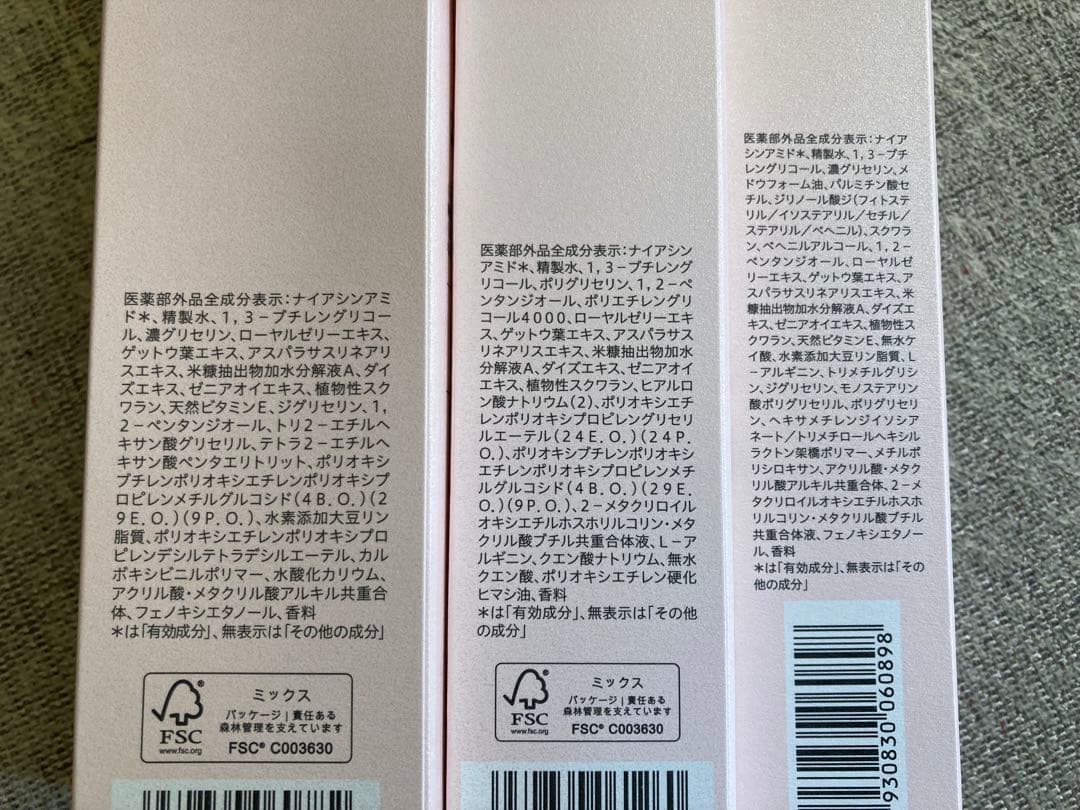 医薬部外品全成分表示：ナイアシンアミ
ド＊、精製水、1，3－ブチレングリコー
ル、濃グリセリン、ローヤルゼリーエキス、
ゲットウ葉エキス、アスパラサスリネアリ
スエキス、米糠抽出物加水分解液A、ダイ
ズエキス、ゼニアオイエキス、植物性スク
ワラン、天然ビタミンE、ジグリセリン、1，
2－ペンタンジオール、トリ2－エチルヘ
キサン酸グリセリル、テトラ2－エチルヘ
キサン酸ペンタエリトリット、ポリオキシ
ブチレンポリオキシエチレンポリオキシプ
ロピレンメチルグルコシド（4B．O．）（2
9E．O．）（9P．O．）、水素添加大豆リン
脂質、ポリオキシエチレンポリオキシプロ
ピレンデシルテトラデシルエーテル、カル
ボキシビニルポリマー、水酸化カリウム、
アクリル酸・メタクリル酸アルキル共重合
体、フェノキシエタノール、香料
＊は「有効成分」、無表示は「その他の成分」
FSC
www.fsc.org
ミックス
パッケージ｜責任ある
森林管理を支えています
FSC® C003630
医薬部外品全成分表示：ナイアシン
アミド＊、精製水、1，3－ブチレング
リコール、ポリグリセリン、1，2－ペ
ンタンジオール、ポリエチレングリ
コール4000、ローヤルゼリーエキ
ス、ゲットウ葉エキス、アスパラサス
リネアリスエキス、米糠抽出物加水
分解液A、ダイズエキス、ゼニアオイ
エキス、植物性スクワラン、ヒアルロ
ン酸ナトリウム（2）、ポリオキシエチ
レンポリオキシプロピレングリセリ
ルエーテル（24E．O．）（24P．
O．）、ポリオキシブチレンポリオキシ
エチレンポリオキシプロピレンメチ
ルグルコシド（4B．O．）（29E．
O．）（9P．O．）、2－メタクリロイル
オキシエチルホスホリルコリン・メタ
クリル酸ブチル共重合体液、L－ア
ルギニン、クエン酸ナトリウム、無水
クエン酸、ポリオキシエチレン硬化
ヒマシ油、香料
＊は「有効成分」、無表示は「その他
の成分」
FSC
www.fsc.org
ミックス
パッケージ｜責任ある
森林管理を支えています
FSC® C003630
医薬部外品全成分表示：ナイア
シンアミド＊、精製水、1，3－ブチ
レングリコール、濃グリセリン、メ
ドウフォーム油、パルミチン酸セ
チル、ジリノール酸ジ（フィトステ
リル／イソステアリル／セチル／
ステアリル／ベヘニル）、スクワラ
ン、ベヘニルアルコール、1，2－
ペンタンジオール、ローヤルゼ
リーエキス、ゲットウ葉エキス、ア
スパラサスリネアリスエキス、米
糠抽出物加水分解液A、ダイズエ
キス、ゼニアオイエキス、植物性ス
クワラン、天然ビタミンE、無水ケ
イ酸、水素添加大豆リン脂質、L
－アルギニン、トリメチルグリシ
ン、ジグリセリン、モノステアリン
酸ポリグリセリル、ポリグリセリ
ン、ヘキサメチレンジイソシア
ネート／トリメチロールヘキシル
ラクトン架橋ポリマー、メチルポ
リシロキサン、アクリル酸・メタク
リル酸アルキル共重合体、2－メ
タクリロイルオキシエチルホスホ
リルコリン・メタクリル酸ブチル
共重合体液、フェノキシエタノー
ル、香料
＊は「有効成分」、無表示は「その
他の成分」
930830060898